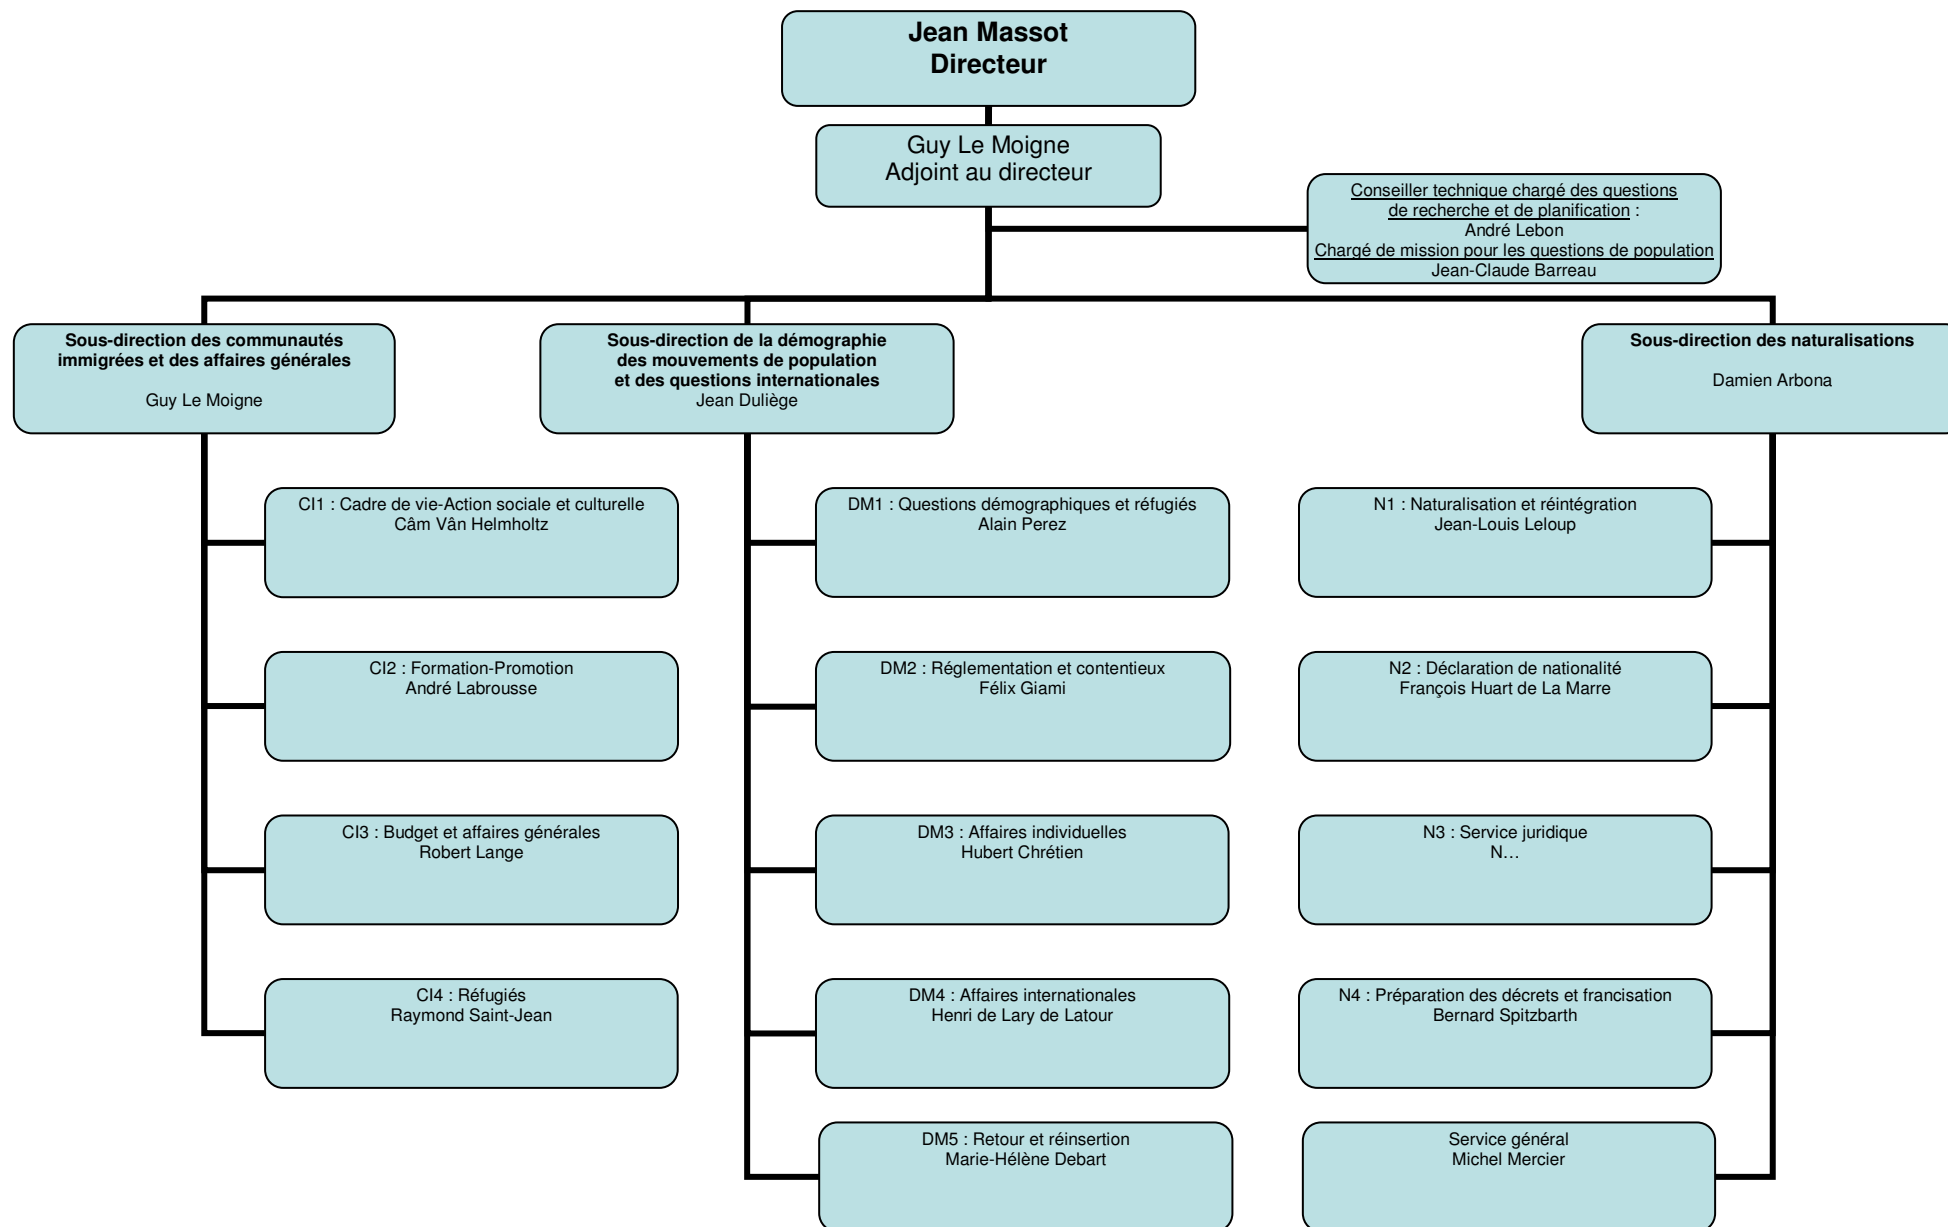 Jean Massot
Directeur
Guy Le Moigne
Adjoint au directeur
Conseiller technique chargé des questions
de recherche et de planification :
André Lebon
Chargé de mission pour les questions de population
Jean-Claude Barreau
Sous-direction des communautés
immigrées et des affaires générales
Guy Le Moigne
Sous-direction de la démographie
des mouvements de population
et des questions internationales
Jean Duliège
Sous-direction des naturalisations
Damien Arbona
CI1 : Cadre de vie-Action sociale et culturelle
Câm Vân Helmholtz
CI2 : Formation-Promotion
André Labrousse
CI3 : Budget et affaires générales
Robert Lange
CI4 : Réfugiés
Raymond Saint-Jean
DM1 : Questions démographiques et réfugiés
Alain Perez
DM2 : Réglementation et contentieux
Félix Giami
DM3 : Affaires individuelles
Hubert Chrétien
DM4 : Affaires internationales
Henri de Lary de Latour
DM5 : Retour et réinsertion
Marie-Hélène Debart
N1 : Naturalisation et réintégration
Jean-Louis Leloup
N2 : Déclaration de nationalité
François Huart de La Marre
N3 : Service juridique
N…
N4 : Préparation des décrets et francisation
Bernard Spitzbarth
Service général
Michel Mercier